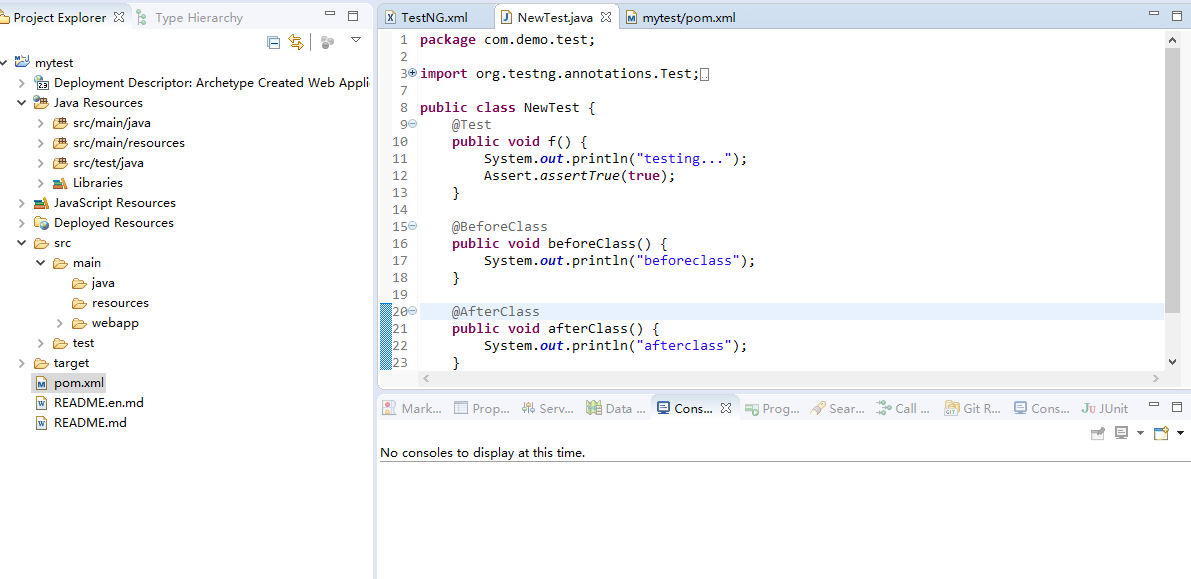 Project Explorer
Type Hierarchy
mytest
Deployment Descriptor: Archetype Created Web Appli
Java Resources
src/main/java
src/main/resources
src/test/java
Libraries
JavaScript Resources
Deployed Resources
src
main
java
resources
webapp
test
target
pom.xml
README.en.md
README.md
TestNG.xml NewTest.java mytest/pom.xml
1 package com.demo.test;
2
3 import org.testng.annotations.Test;
7
8 public class NewTest {
9 @Test
10 public void f() {
11 System.out.println("testing...");
12 Assert.assertTrue(true);
13 }
14
15 @BeforeClass
16 public void beforeClass() {
17 System.out.println("beforeclass");
18 }
19
20 @AfterClass
21 public void afterClass() {
22 System.out.println("afterclass");
23 }
Mark... Prop... Serv... Data ... Cons... Prog... Sear... Call ... Git R... Cons... JUnit
No consoles to display at this time.